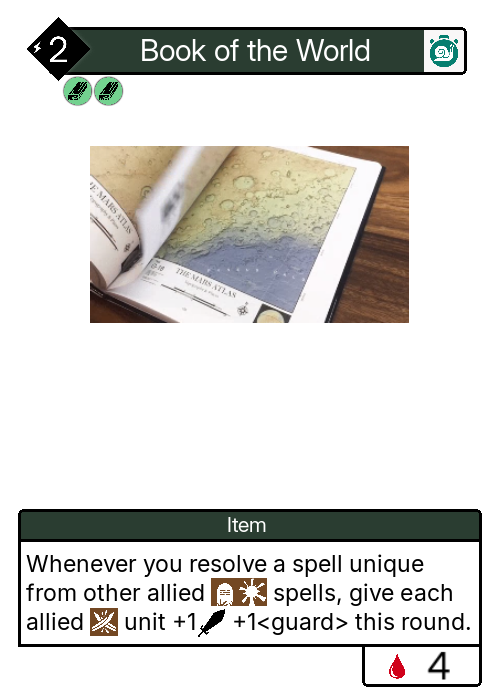 2
Book of the World
THE MARS ATLAS
THE MARS ATLAS
Item
Whenever you resolve a spell unique
from other allied spells, give each
allied unit +1 +1<guard> this round.
4